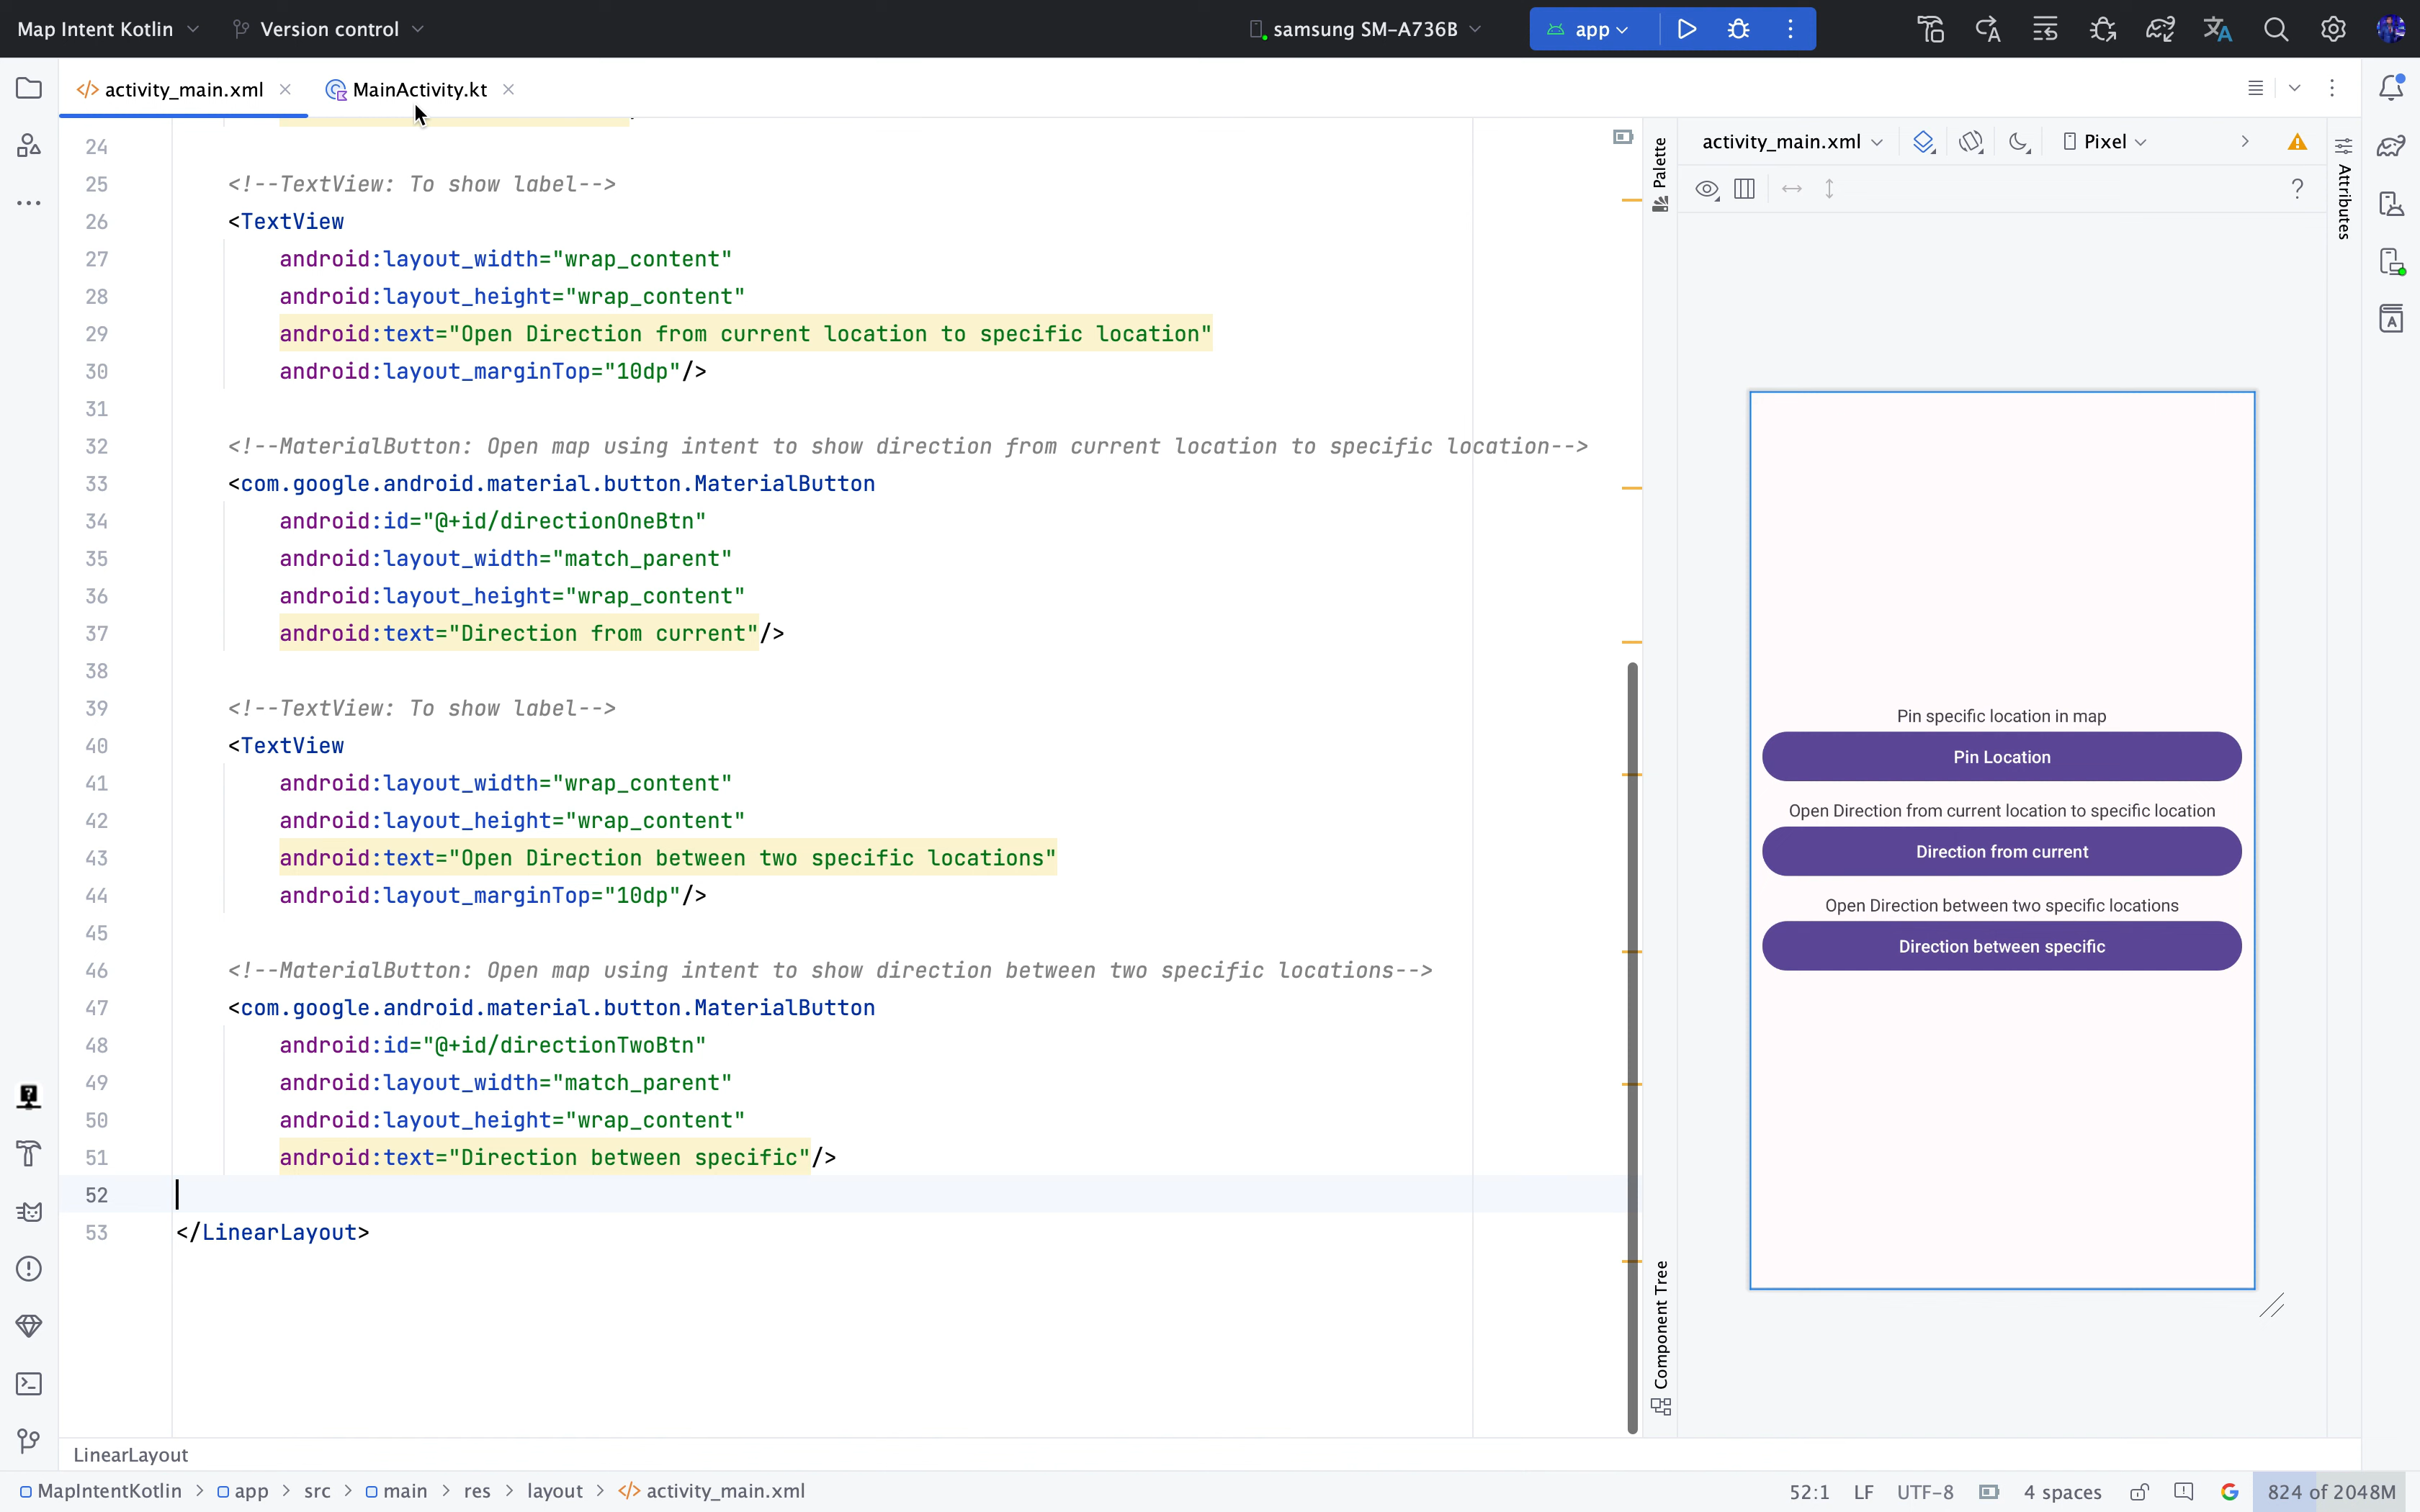 Map Intent Kotlin
Version control
samsung SM-A736B
app
activity_main.xml
MainActivity.kt
24
25 <!--TextView: To show label-->
26 <TextView
27 android:layout_width="wrap_content"
28 android:layout_height="wrap_content"
29 android:text="Open Direction from current location to specific location"
30 android:layout_marginTop="10dp"/>
31
32 <!--MaterialButton: Open map using intent to show direction from current location to specific location-->
33 <com.google.android.material.button.MaterialButton
34 android:id="@+id/directionOneBtn"
35 android:layout_width="match_parent"
36 android:layout_height="wrap_content"
37 android:text="Direction from current"/>
38
39 <!--TextView: To show label-->
40 <TextView
41 android:layout_width="wrap_content"
42 android:layout_height="wrap_content"
43 android:text="Open Direction between two specific locations"
44 android:layout_marginTop="10dp"/>
45
46 <!--MaterialButton: Open map using intent to show direction between two specific locations-->
47 <com.google.android.material.button.MaterialButton
48 android:id="@+id/directionTwoBtn"
49 android:layout_width="match_parent"
50 android:layout_height="wrap_content"
51 android:text="Direction between specific"/>
52
53 </LinearLayout>
Palette
Component Tree
activity_main.xml
Pixel
Attributes
Pin specific location in map
Pin Location
Open Direction from current location to specific location
Direction from current
Open Direction between two specific locations
Direction between specific
LinearLayout
MapIntentKotlin > app > src > main > res > layout > activity_main.xml
52:1 LF UTF-8 4 spaces 824 of 2048M